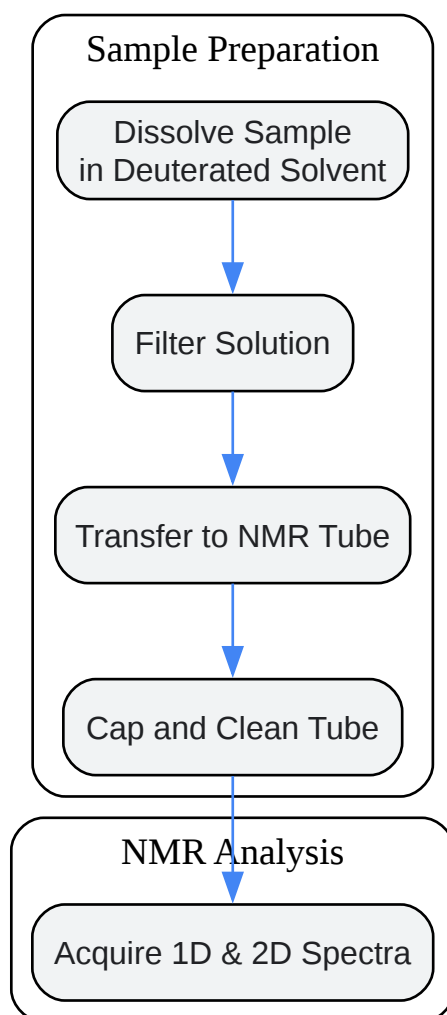 Sample Preparation
Dissolve Sample
in Deuterated Solvent
Filter Solution
Transfer to NMR Tube
Cap and Clean Tube
NMR Analysis
Acquire 1D & 2D Spectra